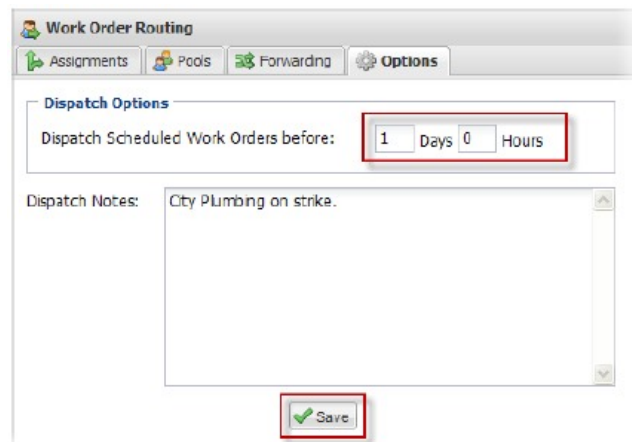 Work Order Routing
Assignments Pools Forwarding Options
Dispatch Options
Dispatch Scheduled Work Orders before: 1 Days 0 Hours
Dispatch Notes: City Plumbing on strike.
Save